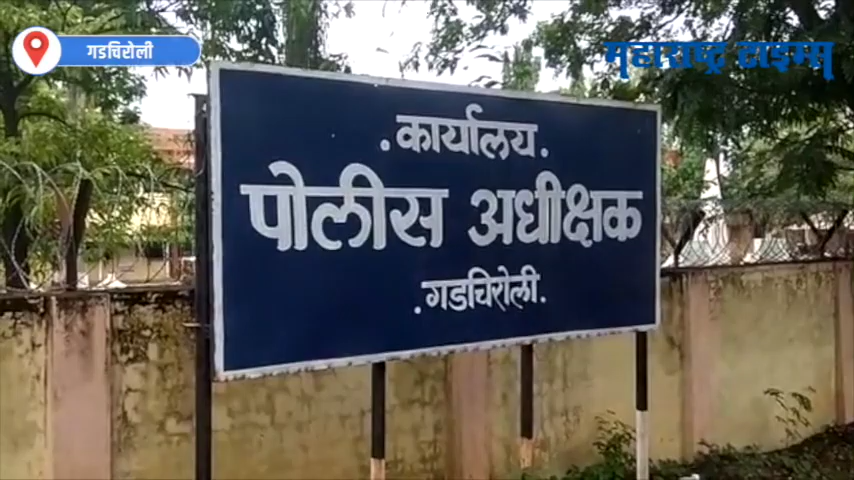 गडचिरोली
महाराष्ट्र टाइम्स
.कार्यालय.
पोलीस अधीक्षक
.गडचिरोली.